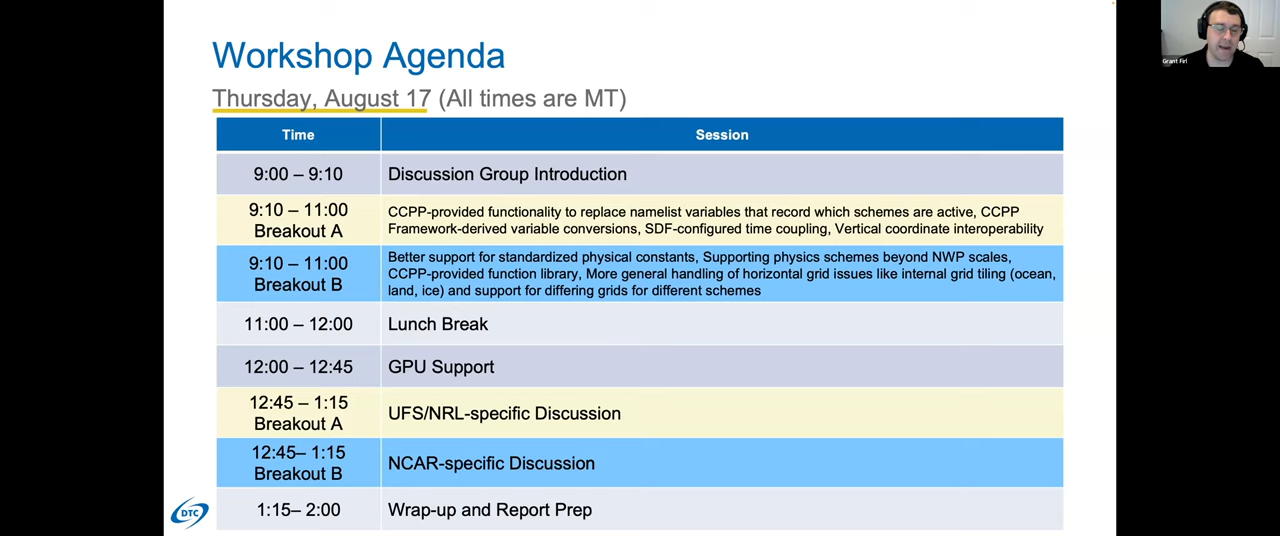 Workshop Agenda
Thursday, August 17 (All times are MT)
Time Session
9:00 – 9:10 Discussion Group Introduction
9:10 – 11:00
Breakout A
CCPP-provided functionality to replace namelist variables that record which schemes are active, CCPP
Framework-derived variable conversions, SDF-configured time coupling, Vertical coordinate interoperability
9:10 – 11:00
Breakout B
Better support for standardized physical constants, Supporting physics schemes beyond NWP scales,
CCPP-provided function library, More general handling of horizontal grid issues like internal grid tiling (ocean,
land, ice) and support for differing grids for different schemes
11:00 – 12:00 Lunch Break
12:00 – 12:45 GPU Support
12:45 – 1:15
Breakout A
UFS/NRL-specific Discussion
12:45– 1:15
Breakout B
NCAR-specific Discussion
1:15– 2:00 Wrap-up and Report Prep
DTC
Grant Firl